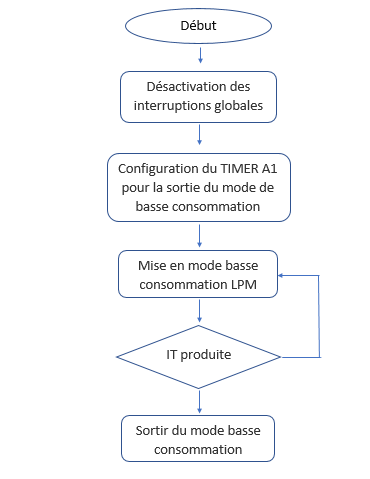 Début
Désactivation des
interruptions globales
Configuration du TIMER A1
pour la sortie du mode de
basse consommation
Mise en mode basse
consommation LPM
IT produite
Sortir du mode basse
consommation